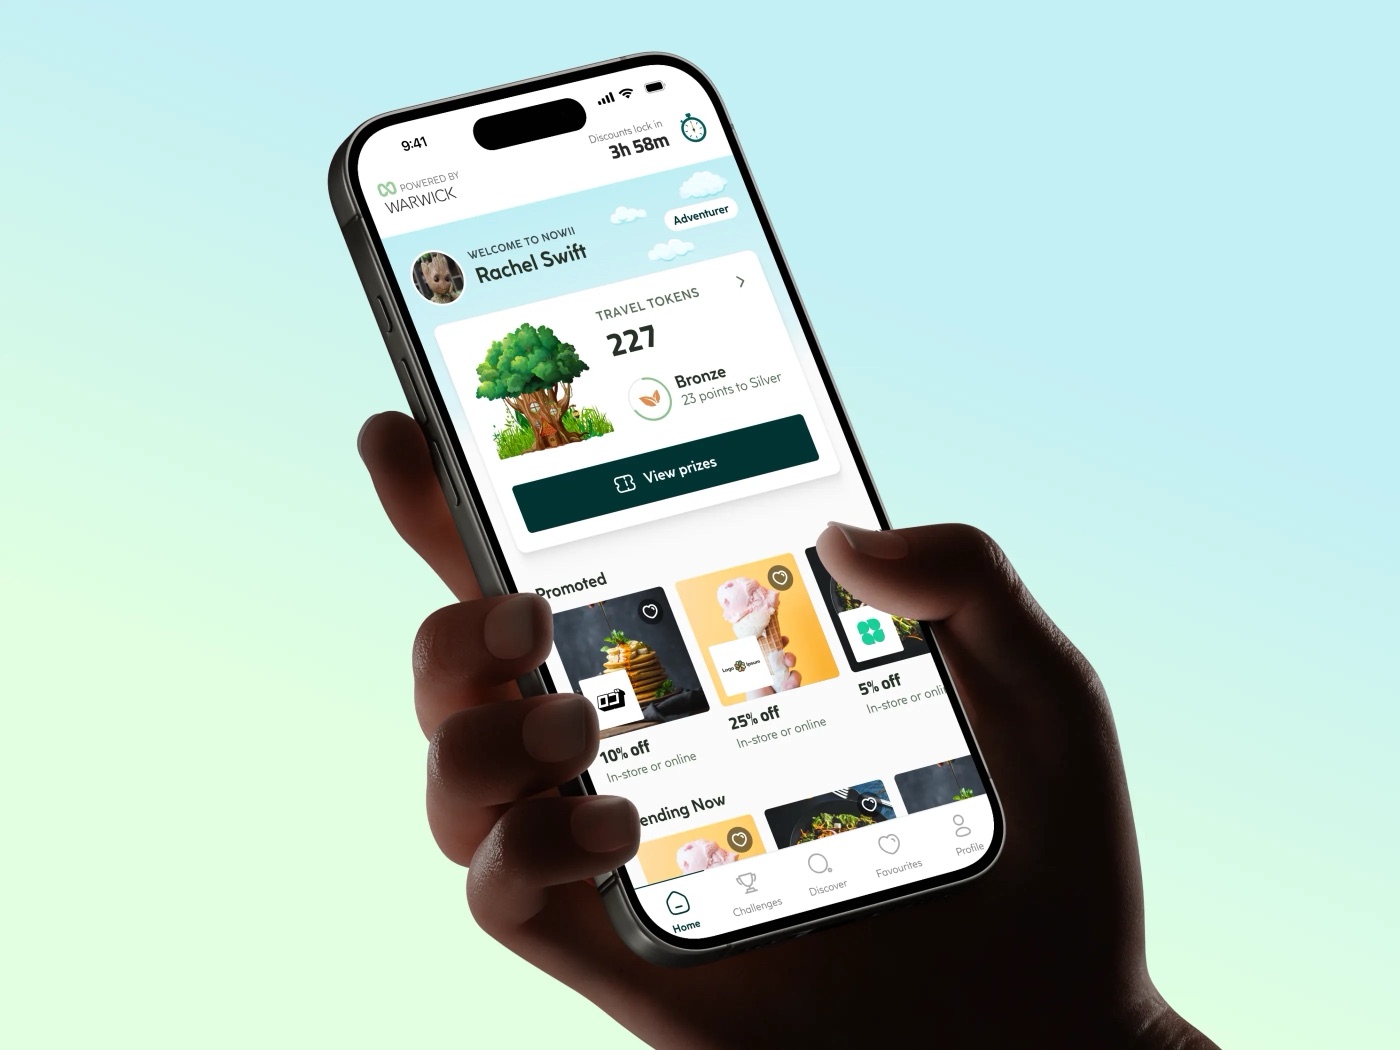 9:41
Discounts lock in
3h 58m
POWERED BY
WARWICK
Adventurer
WELCOME TO NOWII
Rachel Swift
TRAVEL TOKENS
227
Bronze
23 points to Silver
View prizes
Promoted
Logo Ipsum
10% off
In-store or online
25% off
In-store or online
5% off
In-store or onli
ending Now
Home
Challenges
Discover
Favourites
Profile